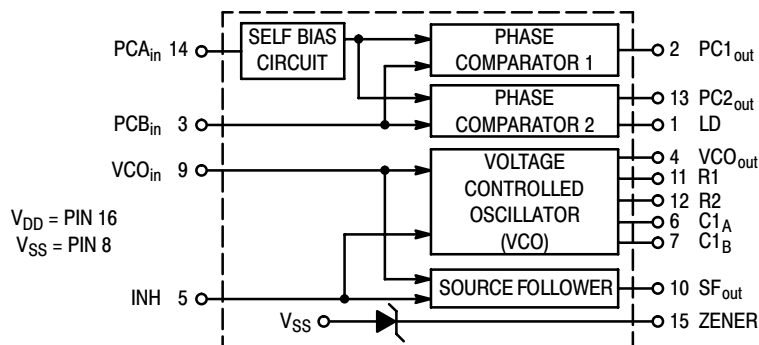 PCAin 14
SELF BIAS
CIRCUIT
PHASE
COMPARATOR 1
2 PC1out
PCBin 3
PHASE
COMPARATOR 2
13 PC2out
1 LD
VCOin 9
VOLTAGE
CONTROLLED
OSCILLATOR
(VCO)
4 VCOout
11 R1
12 R2
6 C1A
7 C1B
VDD = PIN 16
VSS = PIN 8
INH 5
SOURCE FOLLOWER
10 SFout
VSS
15 ZENER